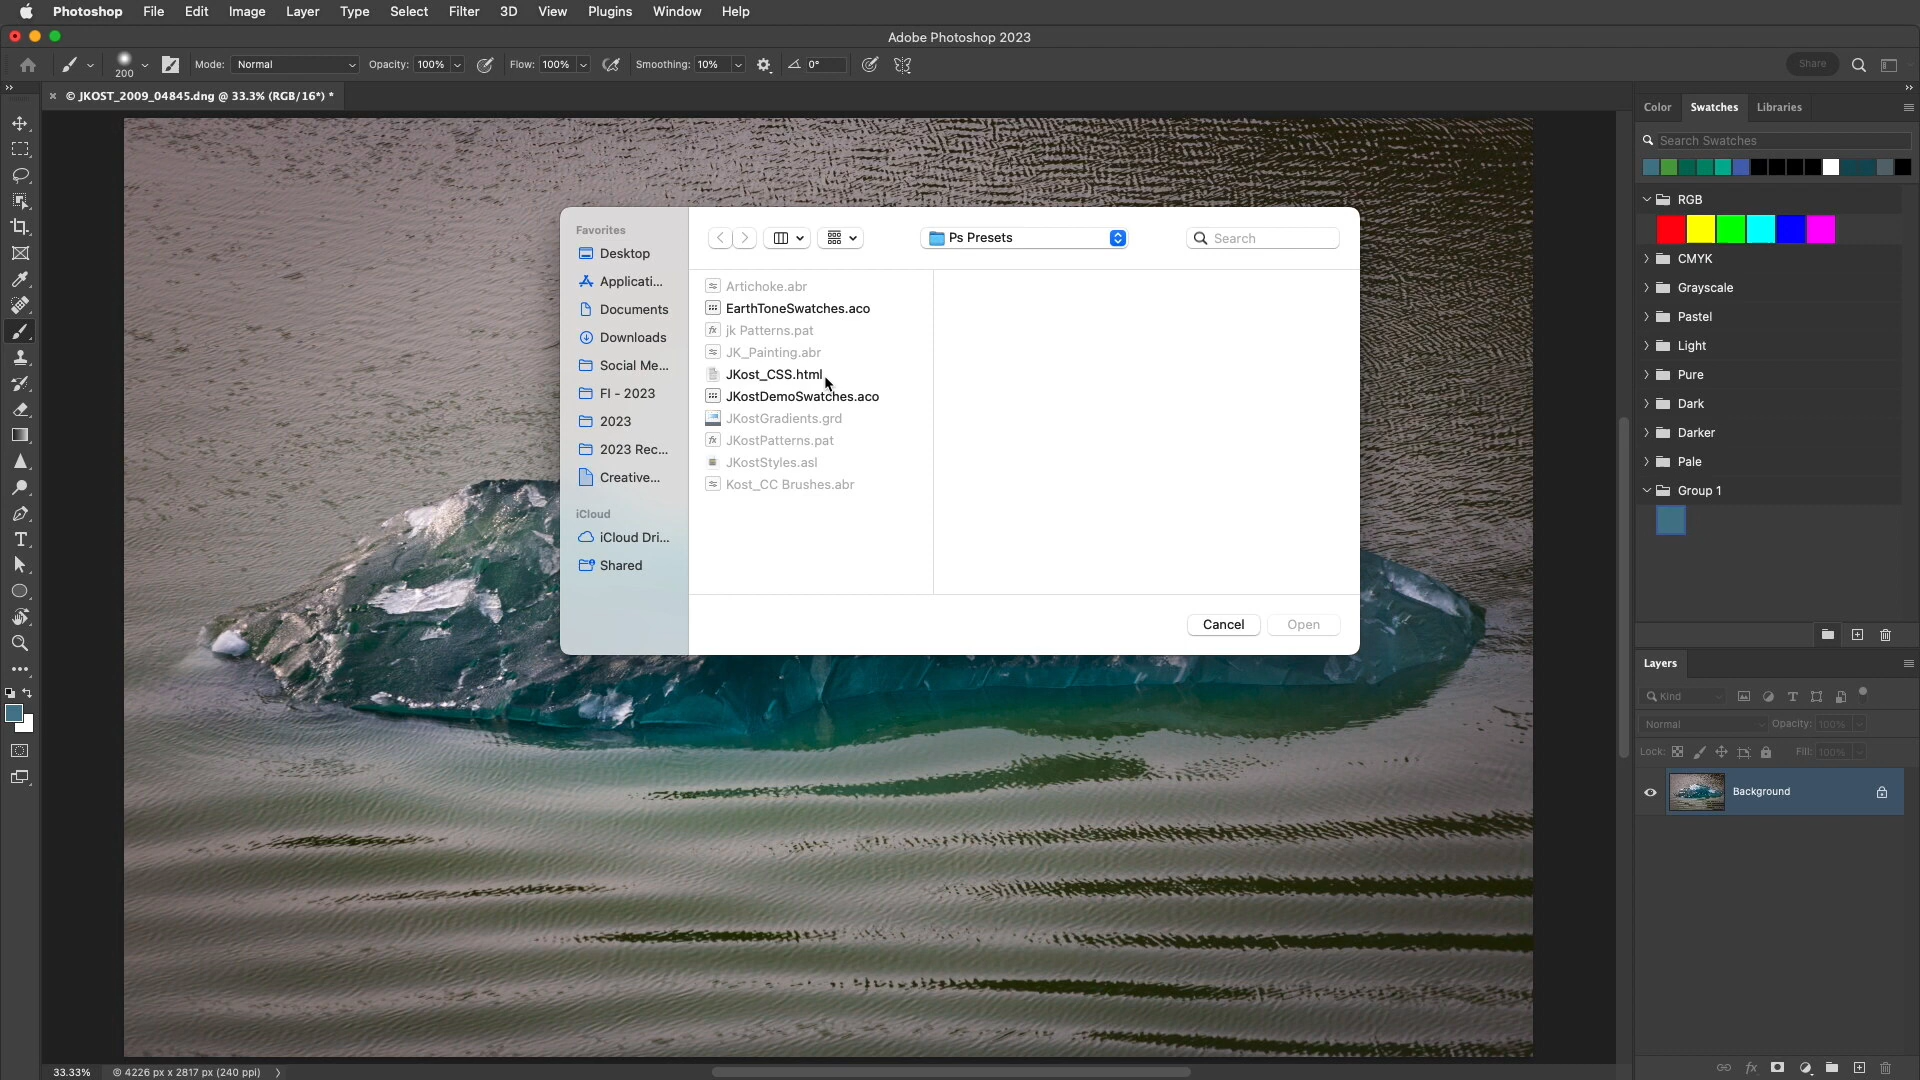 Photoshop File Edit Image Layer Type Select Filter 3D View Plugins Window Help
Adobe Photoshop 2023
200 Mode: Normal Opacity: 100% Flow: 100% Smoothing: 10% 0° Share
© JKOST_2009_04845.dng @ 33.3% (RGB/16*) *
Color Swatches Libraries
Search Swatches
RGB
CMYK
Grayscale
Pastel
Light
Pure
Dark
Darker
Pale
Group 1
Favorites
Desktop
Applicati...
Documents
Downloads
Social Me...
FI - 2023
2023
2023 Rec...
Creative...
iCloud
iCloud Dri...
Shared
Ps Presets
Search
Artichoke.abr
EarthToneSwatches.aco
jk Patterns.pat
JK_Painting.abr
JKost_CSS.html
JKostDemoSwatches.aco
JKostGradients.grd
JKostPatterns.pat
JKostStyles.asl
Kost_CC Brushes.abr
Cancel Open
Layers
Kind
Normal Opacity: 100%
Lock: Fill: 100%
Background
33.33% © 4226 px x 2817 px (240 ppi)